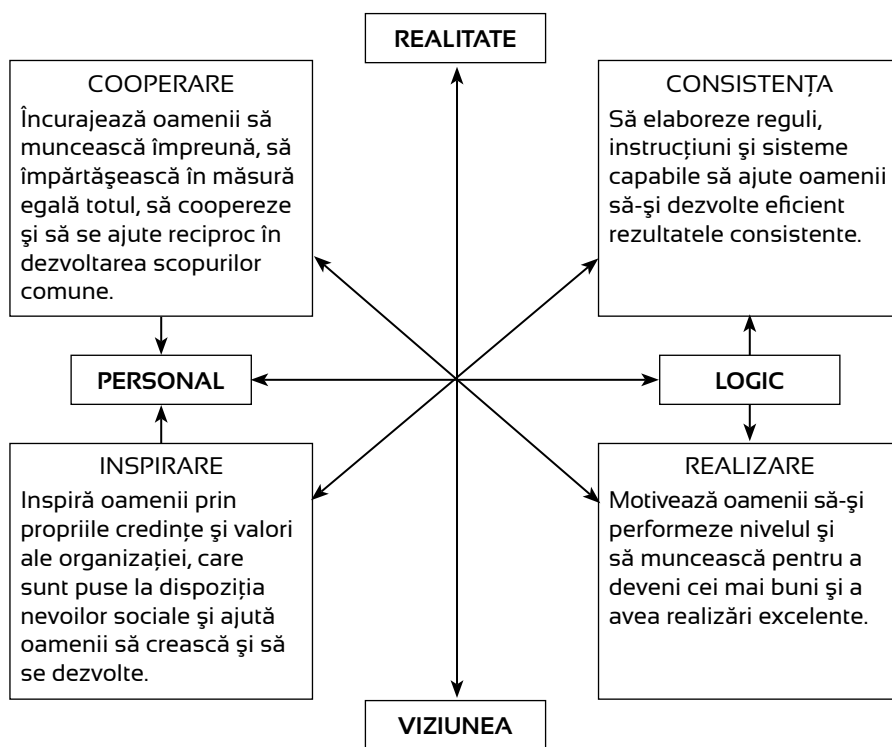 REALITATE
COOPERARE
Încurajează oamenii să
muncească împreună, să
împărtăşească în măsură
egală totul, să coopereze
şi să se ajute reciproc în
dezvoltarea scopurilor
comune.
CONSISTENȚA
Să elaboreze reguli,
instrucțiuni şi sisteme
capabile să ajute oamenii
să-şi dezvolte eficient
rezultatele consistente.
PERSONAL
LOGIC
INSPIRARE
Inspiră oamenii prin
propriile credințe şi valori
ale organizației, care
sunt puse la dispoziția
nevoilor sociale şi ajută
oamenii să crească şi să
se dezvolte.
REALIZARE
Motivează oamenii să-şi
performeze nivelul şi
să muncească pentru a
deveni cei mai buni şi a
avea realizări excelente.
VIZIUNEA